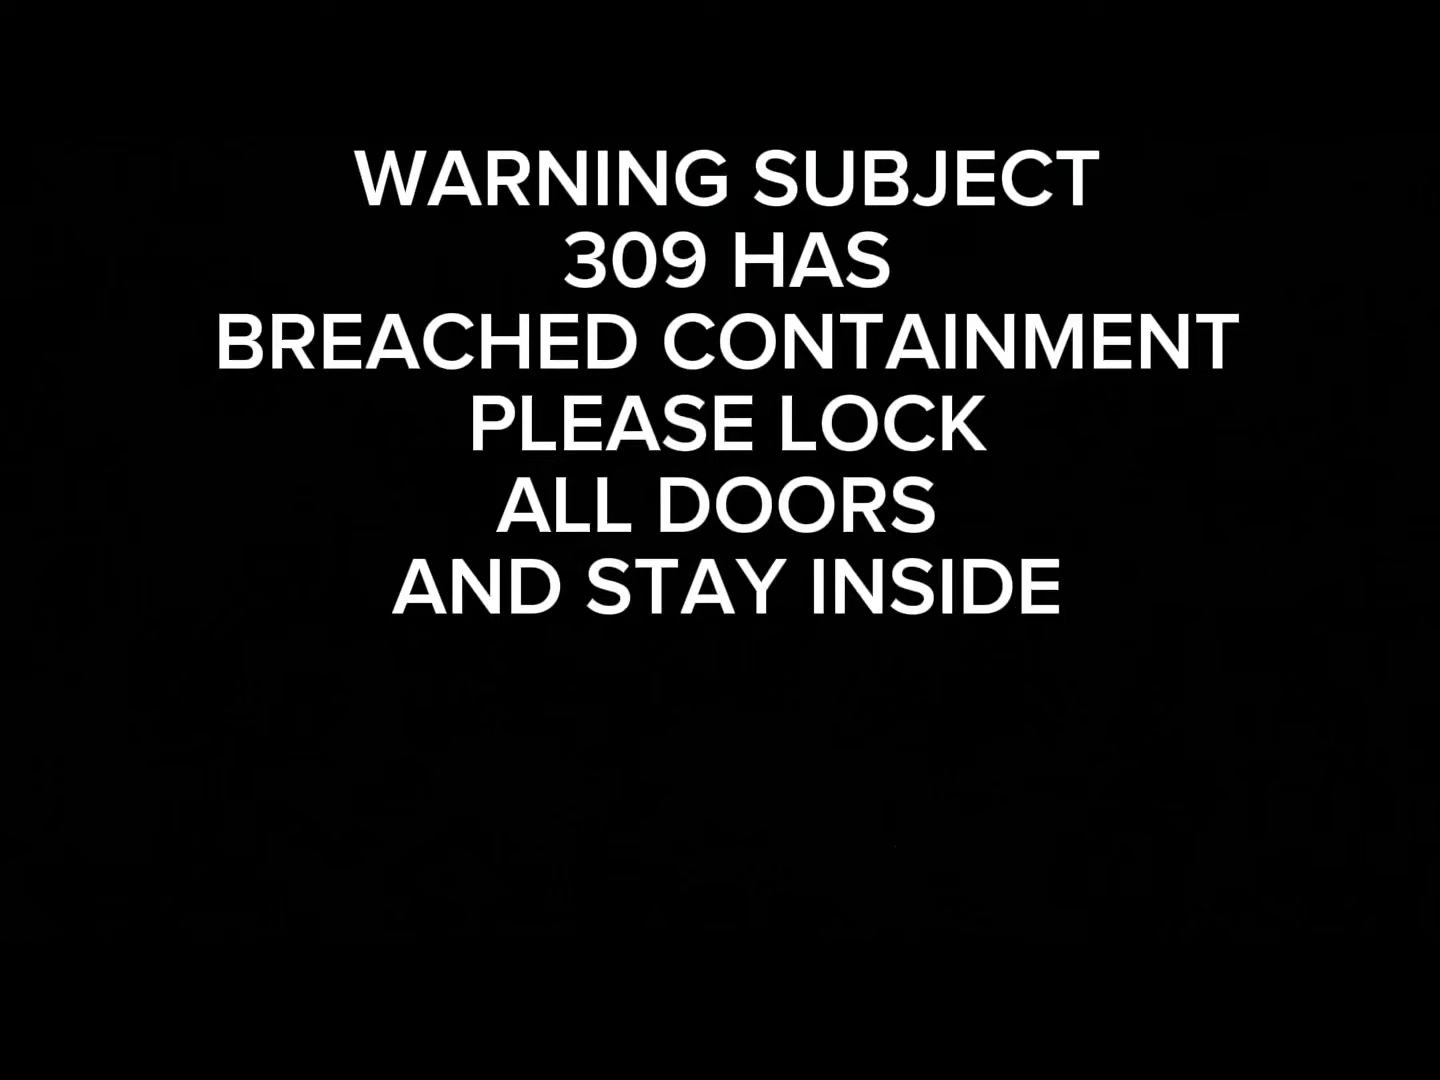 WARNING SUBJECT
309 HAS
BREACHED CONTAINMENT
PLEASE LOCK
ALL DOORS
AND STAY INSIDE